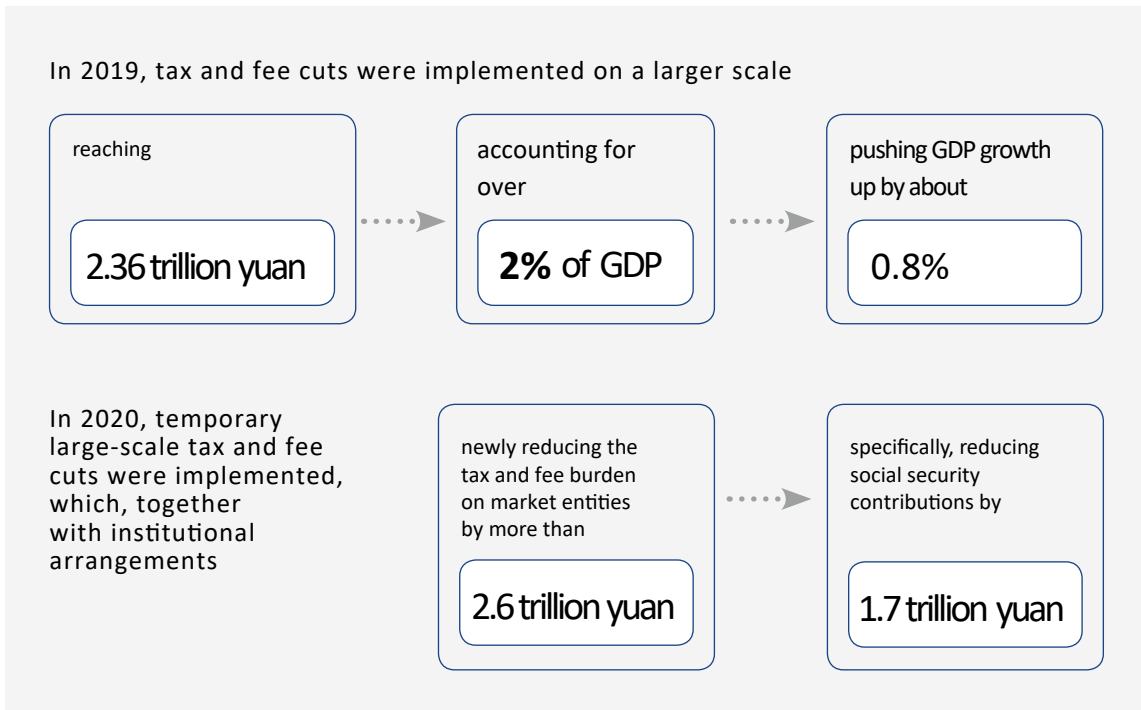 In 2019, tax and fee cuts were implemented on a larger scale
reaching
2.36 trillion yuan
accounting for
over
2% of GDP
pushing GDP growth
up by about
0.8%
In 2020, temporary
large-scale tax and fee
cuts were implemented,
which, together
with institutional
arrangements
newly reducing the
tax and fee burden
on market entities
by more than
2.6 trillion yuan
specifically, reducing
social security
contributions by
1.7 trillion yuan